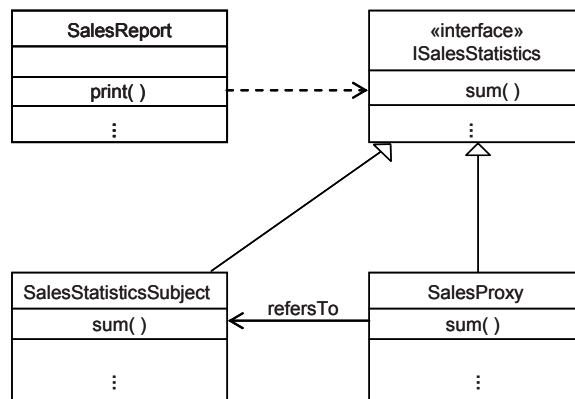 SalesReport
print( )
⋮
«interface»
ISalesStatistics
sum( )
⋮
SalesStatisticsSubject
sum( )
⋮
refersTo
SalesProxy
sum( )
⋮